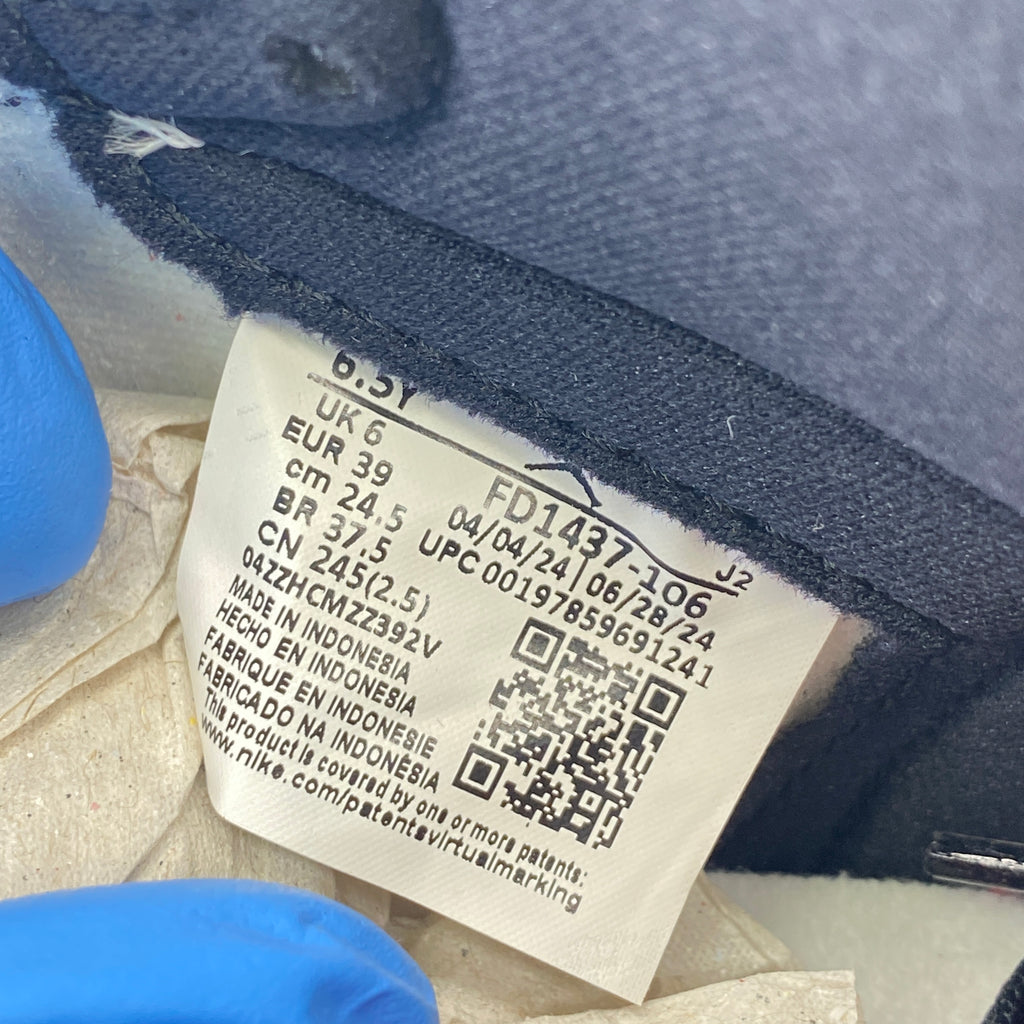 6.5Y
UK 6
EUR 39
cm 24.5
BR 37.5
CN 245(2.5)
04ZZHCMZZ392V
MADE IN INDONESIA
HECHO EN INDONESIA
FABRIQUE EN INDONESIE
FABRICADO NA INDONÉSIA
This product is covered by one or more patents:
www.nike.com/patentsvirtualmarking
J2
FD1437-106
04/04/24 | 06/28/24
UPC 00197859691241